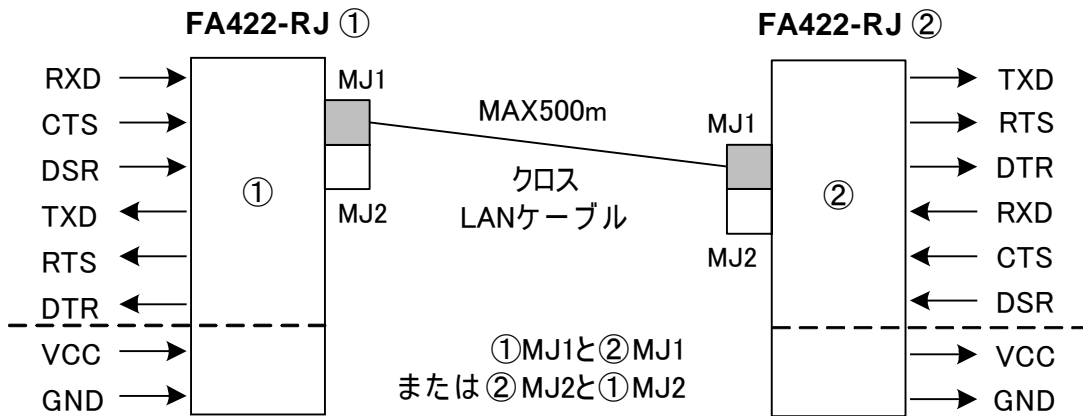 FA422-RJ ①
FA422-RJ ②
RXD
CTS
DSR
TXD
RTS
DTR
VCC
GND
①
MJ1
MJ2
MAX500m
クロス
LANケーブル
MJ1
MJ2
②
TXD
RTS
DTR
RXD
CTS
DSR
VCC
GND
①MJ1と②MJ1
または②MJ2と①MJ2